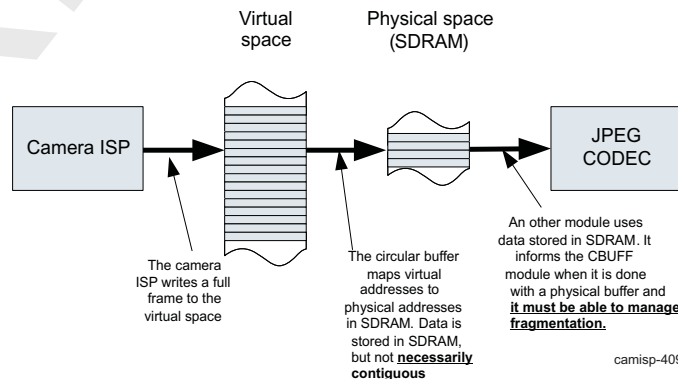 Virtual
space
Physical space
(SDRAM)
Camera ISP
JPEG
CODEC
The camera
ISP writes a full
frame to the
virtual space
The circular buffer
maps virtual
addresses to
physical addresses
in SDRAM. Data is
stored in SDRAM,
but not necessarily
contiguous
An other module uses
data stored in SDRAM. It
informs the CBUFF
module when it is done
with a physical buffer and
it must be able to manage
fragmentation.
camisp-409